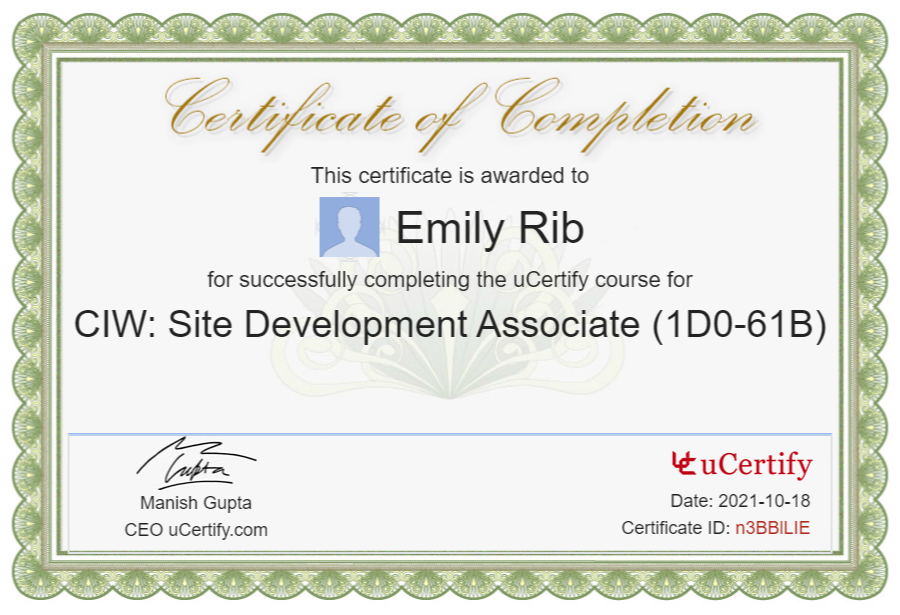 Certificate of Completion
This certificate is awarded to
Emily Rib
for successfully completing the uCertify course for
CIW: Site Development Associate (1D0-61B)
Gupta
Manish Gupta
CEO uCertify.com
uCertify
Date: 2021-10-18
Certificate ID: n3BBlLIE